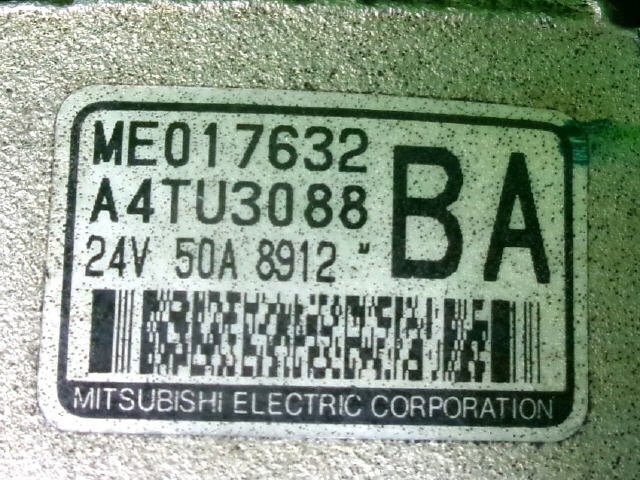 ME017632
A4TU3088
BA
24V 50A 8912 "
MITSUBISHI ELECTRIC CORPORATION